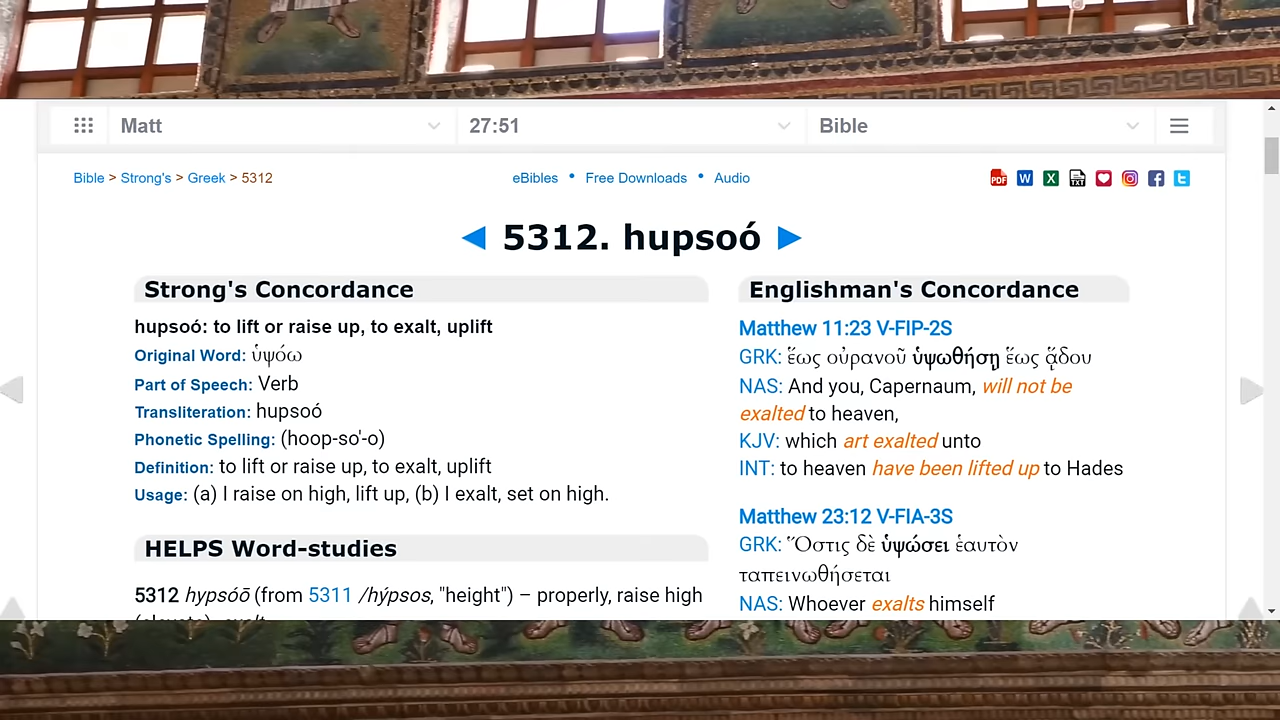 Matt
27:51
Bible
Bible > Strong's > Greek > 5312
eBibles • Free Downloads • Audio
PDF
W
X
TXT
◄ 5312. hupsoó ►
Strong's Concordance
hupsoó: to lift or raise up, to exalt, uplift
Original Word: ὑψόω
Part of Speech: Verb
Transliteration: hupsoó
Phonetic Spelling: (hoop-so'-o)
Definition: to lift or raise up, to exalt, uplift
Usage: (a) I raise on high, lift up, (b) I exalt, set on high.
HELPS Word-studies
5312 hypsóō (from 5311 /hýpsos, "height") – properly, raise high
Englishman's Concordance
Matthew 11:23 V-FIP-2S
GRK: ἕως οὐρανοῦ ὑψωθήσῃ ἕως ᾅδου
NAS: And you, Capernaum, will not be
exalted to heaven,
KJV: which art exalted unto
INT: to heaven have been lifted up to Hades
Matthew 23:12 V-FIA-3S
GRK: Ὅστις δὲ ὑψώσει ἑαυτὸν
ταπεινωθήσεται
NAS: Whoever exalts himself